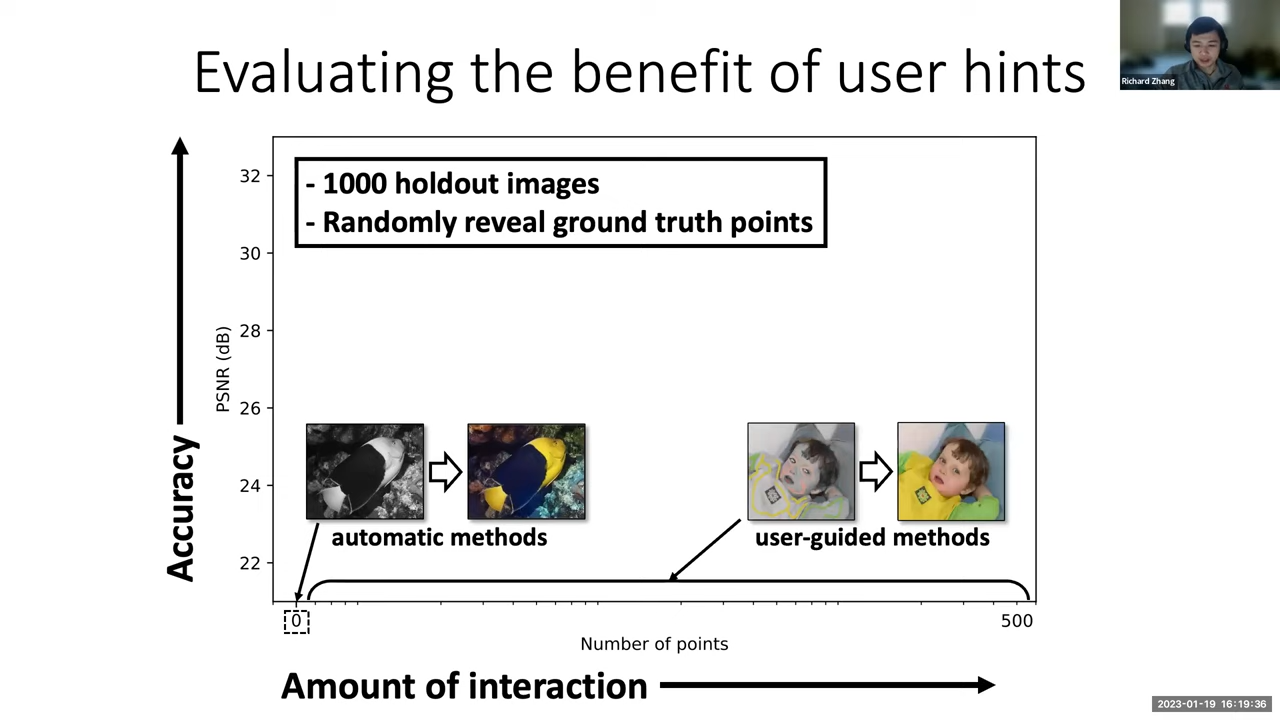 Evaluating the benefit of user hints
Richard Zhang
- 1000 holdout images
- Randomly reveal ground truth points
32
30
28
26
24
22
PSNR (dB)
Accuracy
automatic methods
user-guided methods
0
500
Number of points
Amount of interaction
2023-01-19 16:19:36